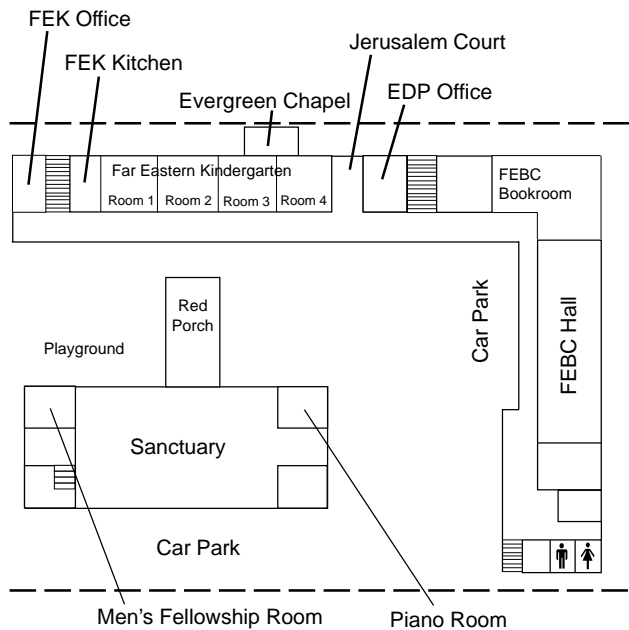 FEK Office
FEK Kitchen
Jerusalem Court
Evergreen Chapel
EDP Office
Far Eastern Kindergarten
Room 1
Room 2
Room 3
Room 4
FEBC
Bookroom
Red
Porch
Playground
Car Park
FEBC Hall
Sanctuary
Car Park
Men's Fellowship Room
Piano Room